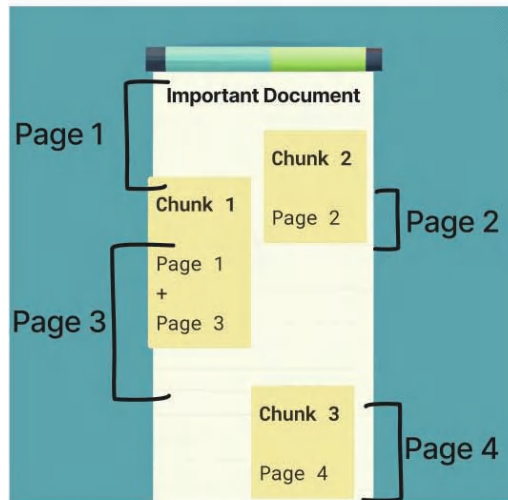 Important Document
Page 1
Chunk 2
Page 2
Page 2
Chunk 1
Page 1
+
Page 3
Page 3
Chunk 3
Page 4
Page 4